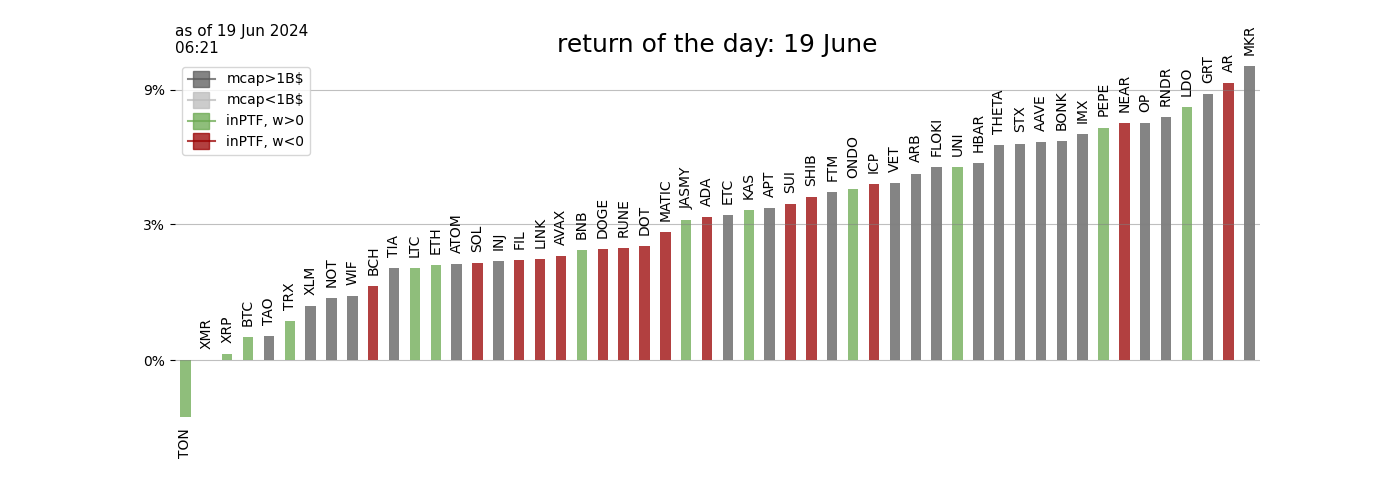 as of 19 Jun 2024
06:21
return of the day: 19 June
mcap>1B$
mcap<1B$
inPTF, w>0
inPTF, w<0
9%
3%
0%
TON
XMR
XRP
BTC
TAO
TRX
XLM
NOT
WIF
BCH
TIA
LTC
ETH
ATOM
SOL
INJ
FIL
LINK
AVAX
BNB
DOGE
RUNE
DOT
MATIC
JASMY
ADA
ETC
KAS
APT
SUI
SHIB
FTM
ONDO
ICP
VET
ARB
FLOKI
UNI
HBAR
THETA
STX
AAVE
BONK
IMX
PEPE
NEAR
OP
RNDR
LDO
GRT
AR
MKR